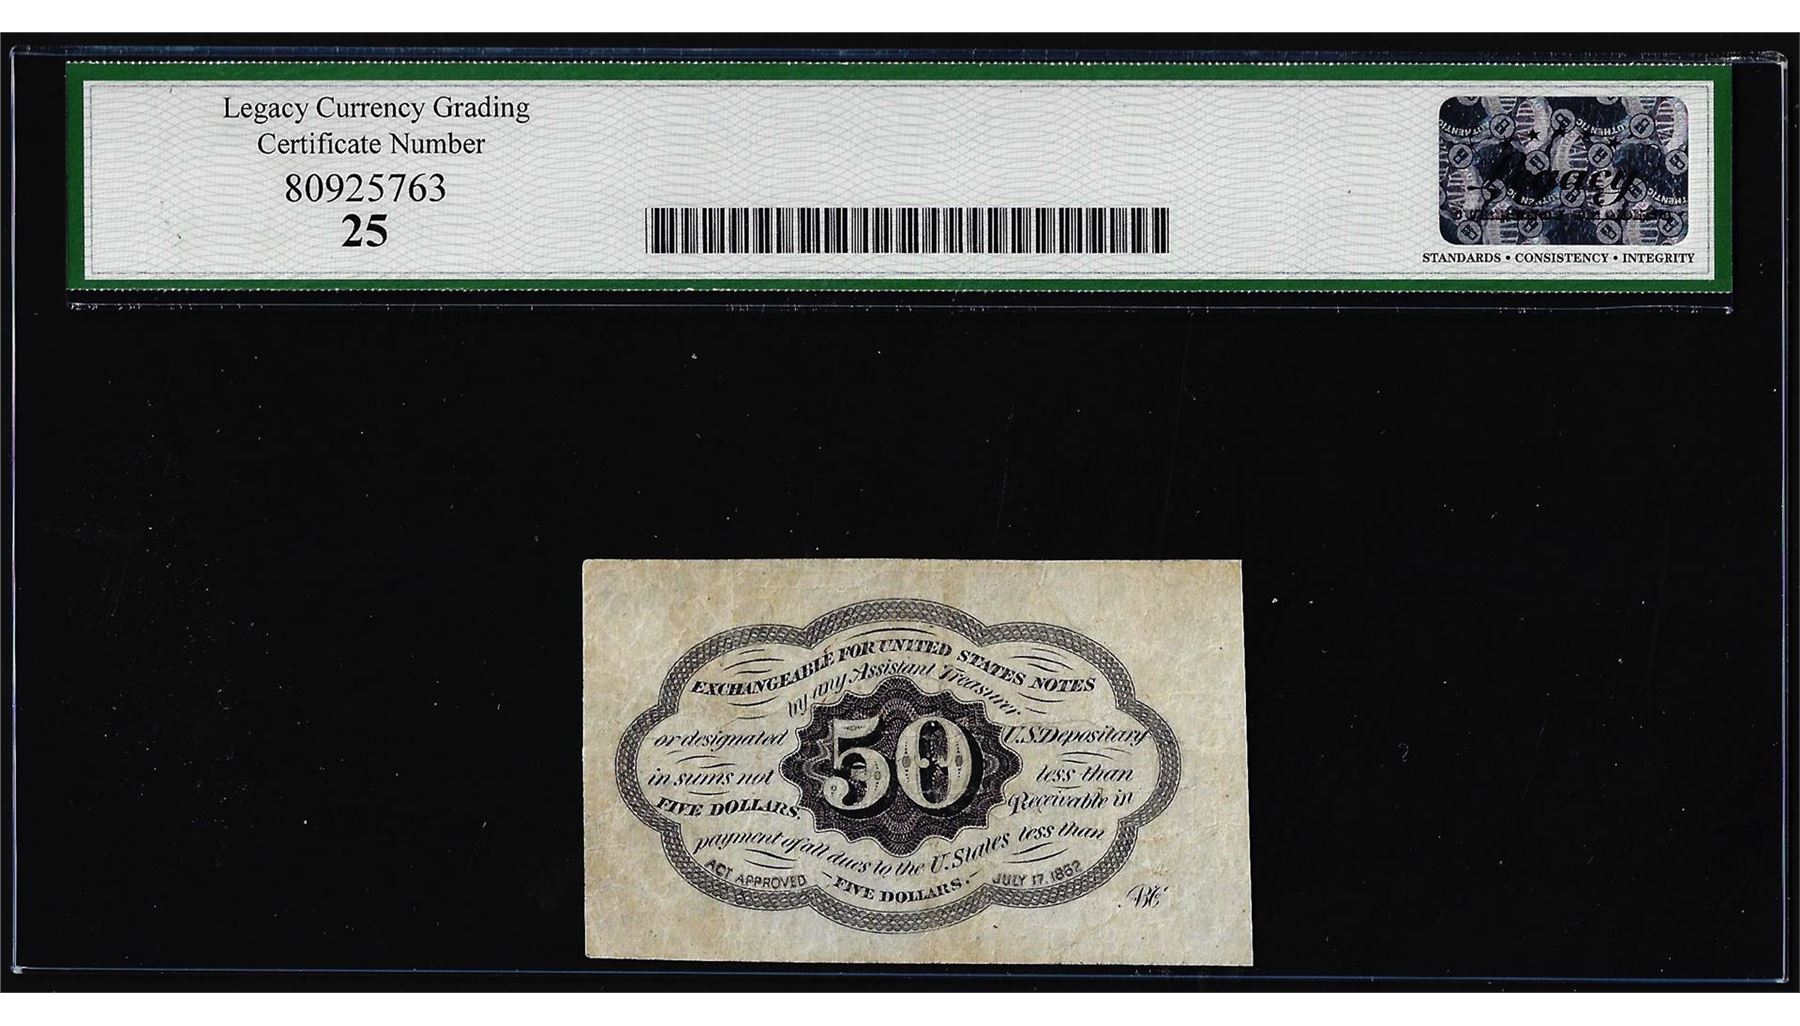 Legacy Currency Grading
Certificate Number
80925763
25
Legacy
STANDARDS • CONSISTENCY • INTEGRITY
EXCHANGEABLE FOR UNITED STATES NOTES
by any Assistant Treasurer
or designated U.S. Depositary
in sums not less than
FIVE DOLLARS. Receivable in
payment of all dues to the U. States less than
FIVE DOLLARS.
ACT APPROVED JULY 17, 1862
50
ABC